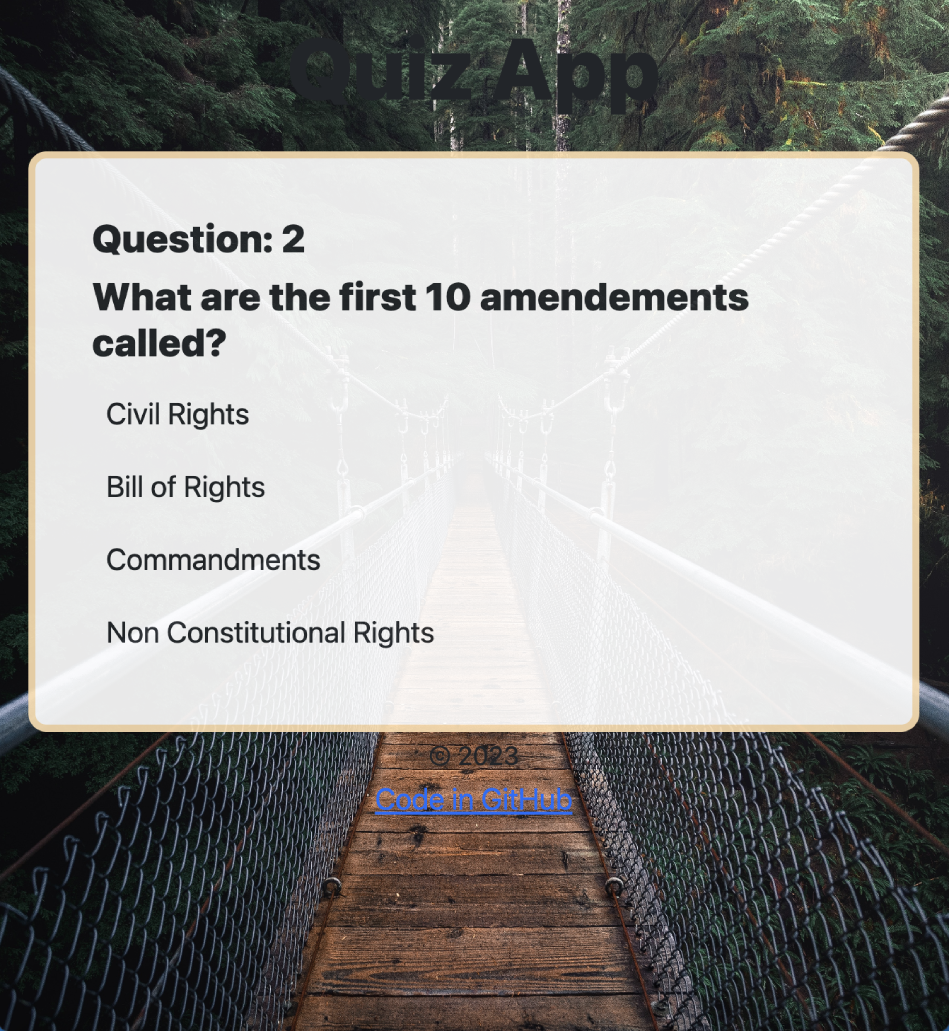 Quiz App
Question: 2
What are the first 10 amendements
called?
Civil Rights
Bill of Rights
Commandments
Non Constitutional Rights
© 2023
Code in GitHub